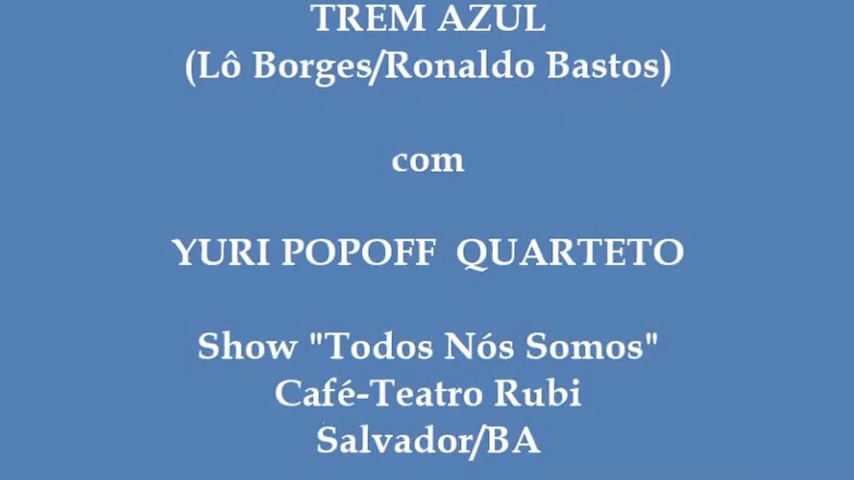 TREM AZUL
(Lô Borges/Ronaldo Bastos)
com
YURI POPOFF QUARTETO
Show "Todos Nós Somos"
Café-Teatro Rubi
Salvador/BA